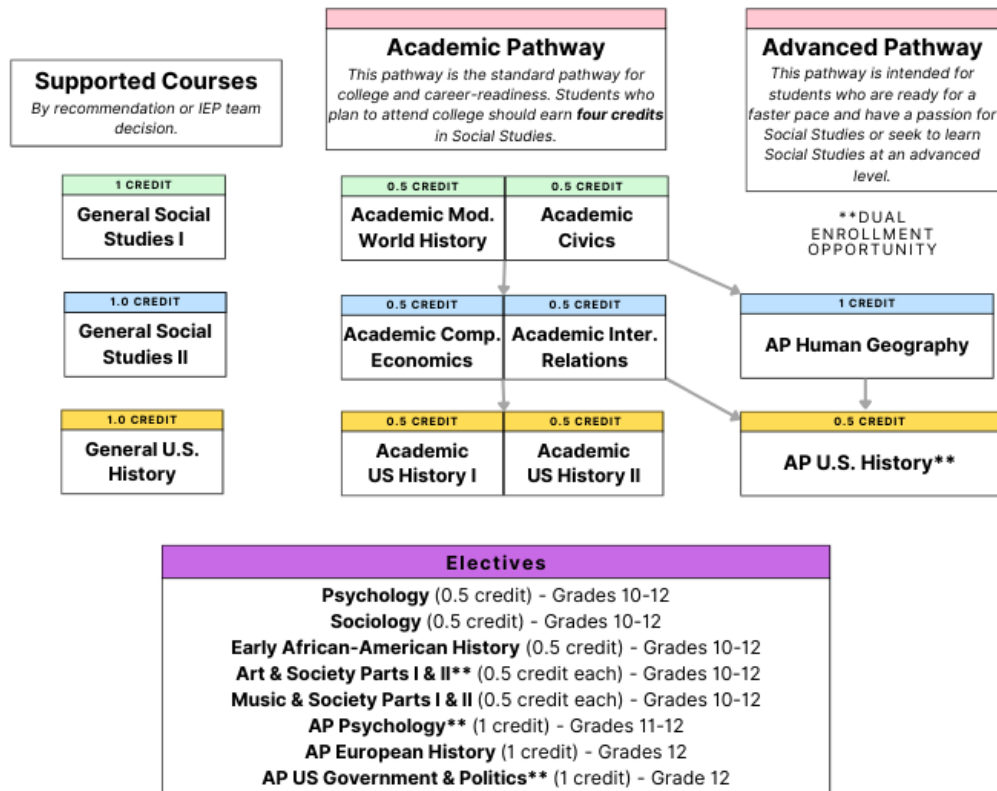 Supported Courses
By recommendation or IEP team
decision.
Academic Pathway
This pathway is the standard pathway for
college and career-readiness. Students who
plan to attend college should earn four credits
in Social Studies.
Advanced Pathway
This pathway is intended for
students who are ready for a
faster pace and have a passion for
Social Studies or seek to learn
Social Studies at an advanced
level.
**DUAL
ENROLLMENT
OPPORTUNITY
1 CREDIT
General Social
Studies I
0.5 CREDIT
Academic Mod.
World History
0.5 CREDIT
Academic
Civics
1.0 CREDIT
General Social
Studies II
0.5 CREDIT
Academic Comp.
Economics
0.5 CREDIT
Academic Inter.
Relations
1 CREDIT
AP Human Geography
1.0 CREDIT
General U.S.
History
0.5 CREDIT
Academic
US History I
0.5 CREDIT
Academic
US History II
0.5 CREDIT
AP U.S. History**
Electives
Psychology (0.5 credit) - Grades 10-12
Sociology (0.5 credit) - Grades 10-12
Early African-American History (0.5 credit) - Grades 10-12
Art & Society Parts I & II** (0.5 credit each) - Grades 10-12
Music & Society Parts I & II (0.5 credit each) - Grades 10-12
AP Psychology** (1 credit) - Grades 11-12
AP European History (1 credit) - Grades 12
AP US Government & Politics** (1 credit) - Grade 12